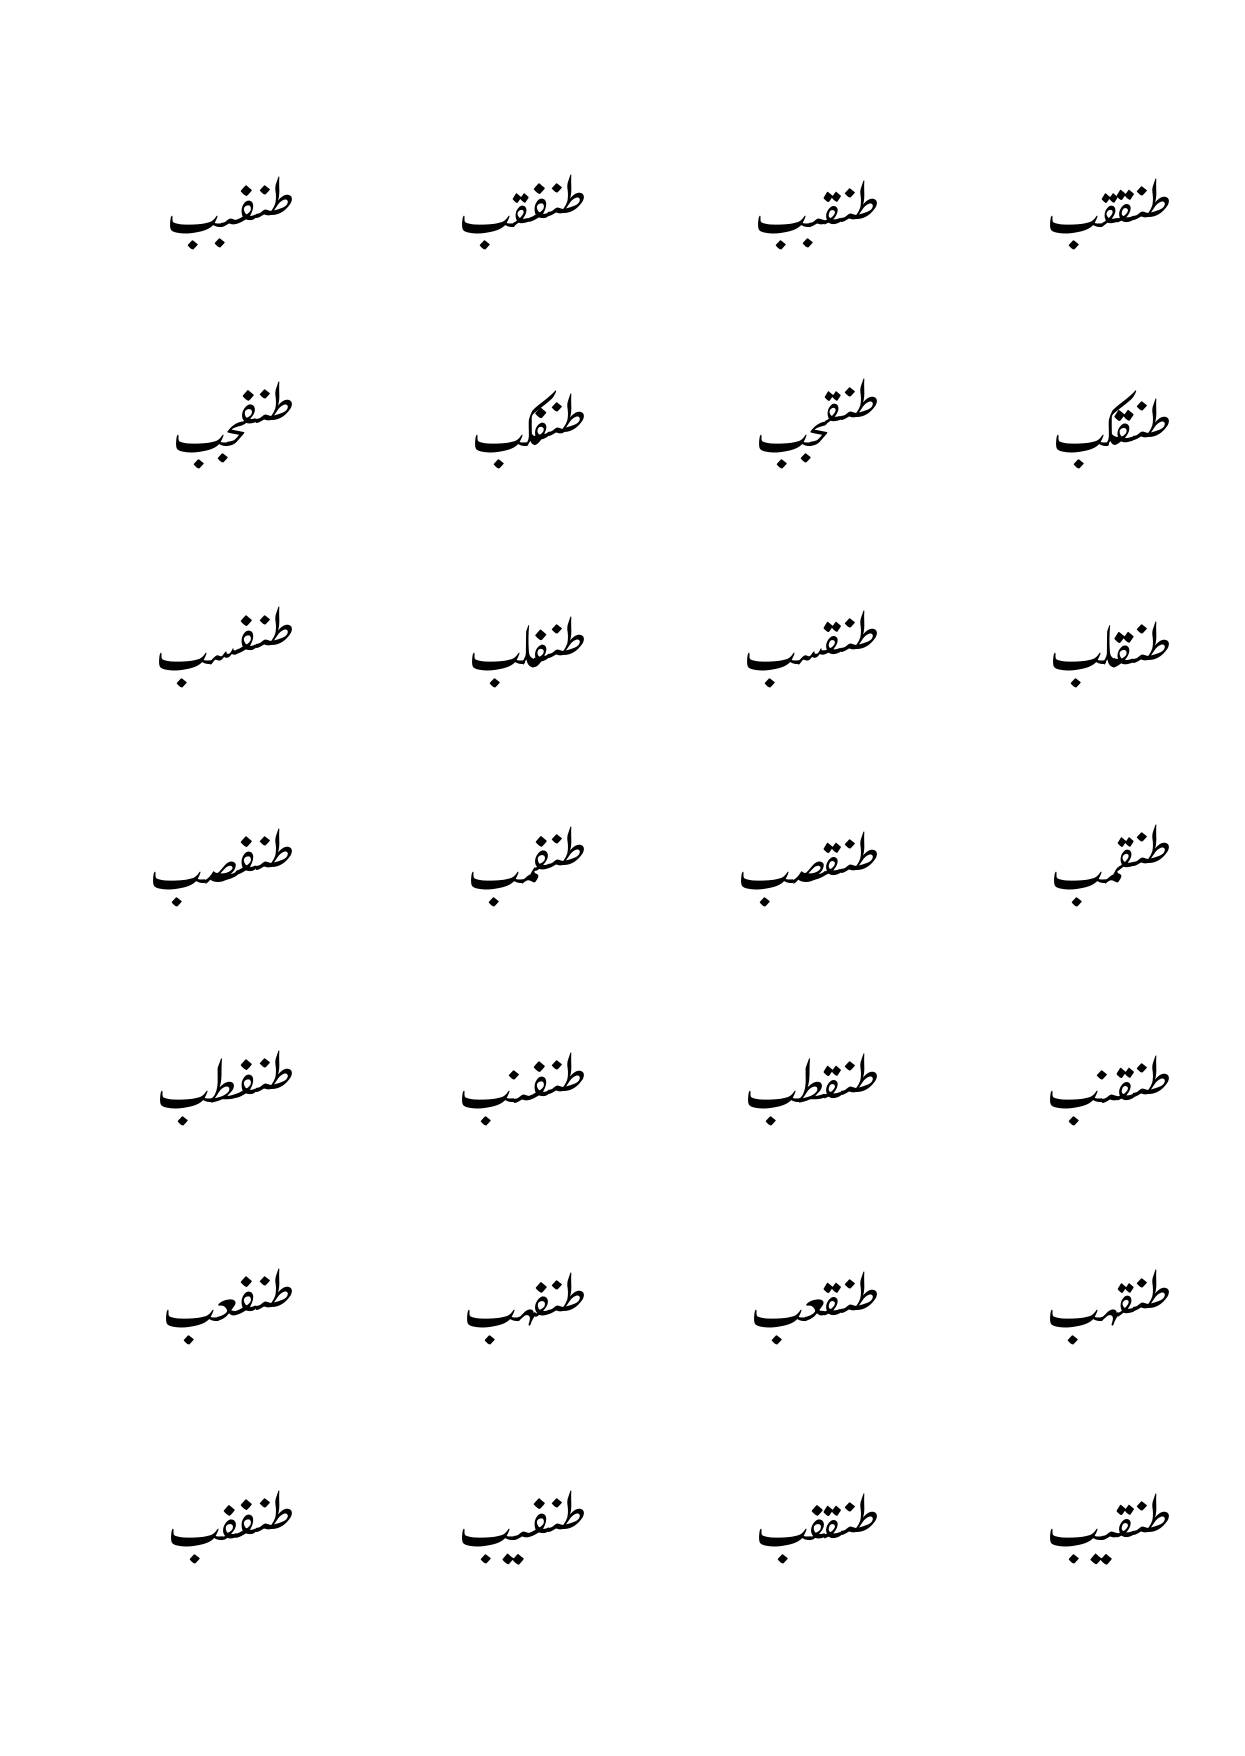 طنققب طنقبب طنفقب طنفبب
طنقكب طنقجب طنفكب طنفجب
طنقلب طنقسب طنفلب طنفسب
طنقمب طنقصب طنفمب طنفصب
طنقنب طنقطب طنفنب طنفطب
طنقهب طنقعب طنفهب طنفعب
طنقيب طنقفب طنفيب طنففب